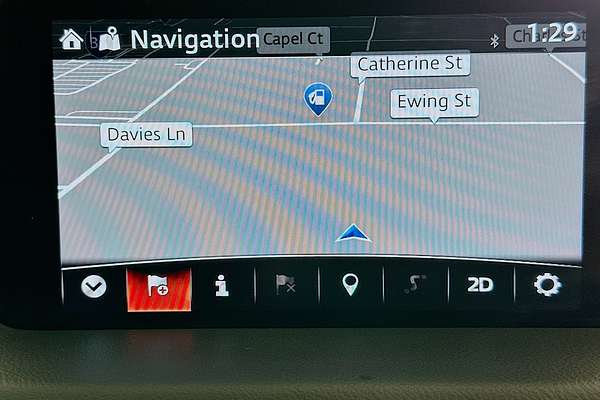 Navigation
Capel Ct
1:29
Catherine St
Ewing St
Davies Ln
2D